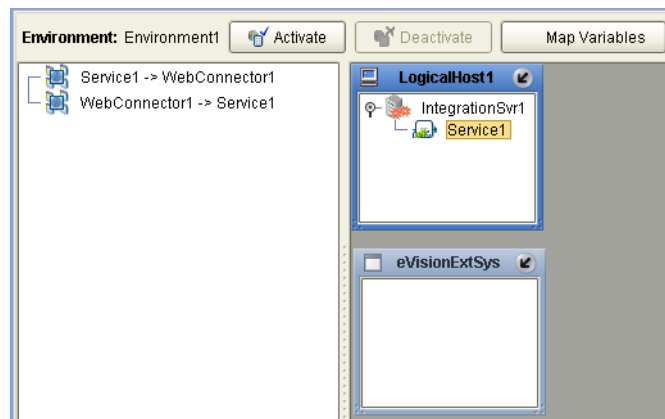 Environment: Environment1 Activate Deactivate Map Variables
Service1 -> WebConnector1
WebConnector1 -> Service1
LogicalHost1
IntegrationSvr1
Service1
eVisionExtSys